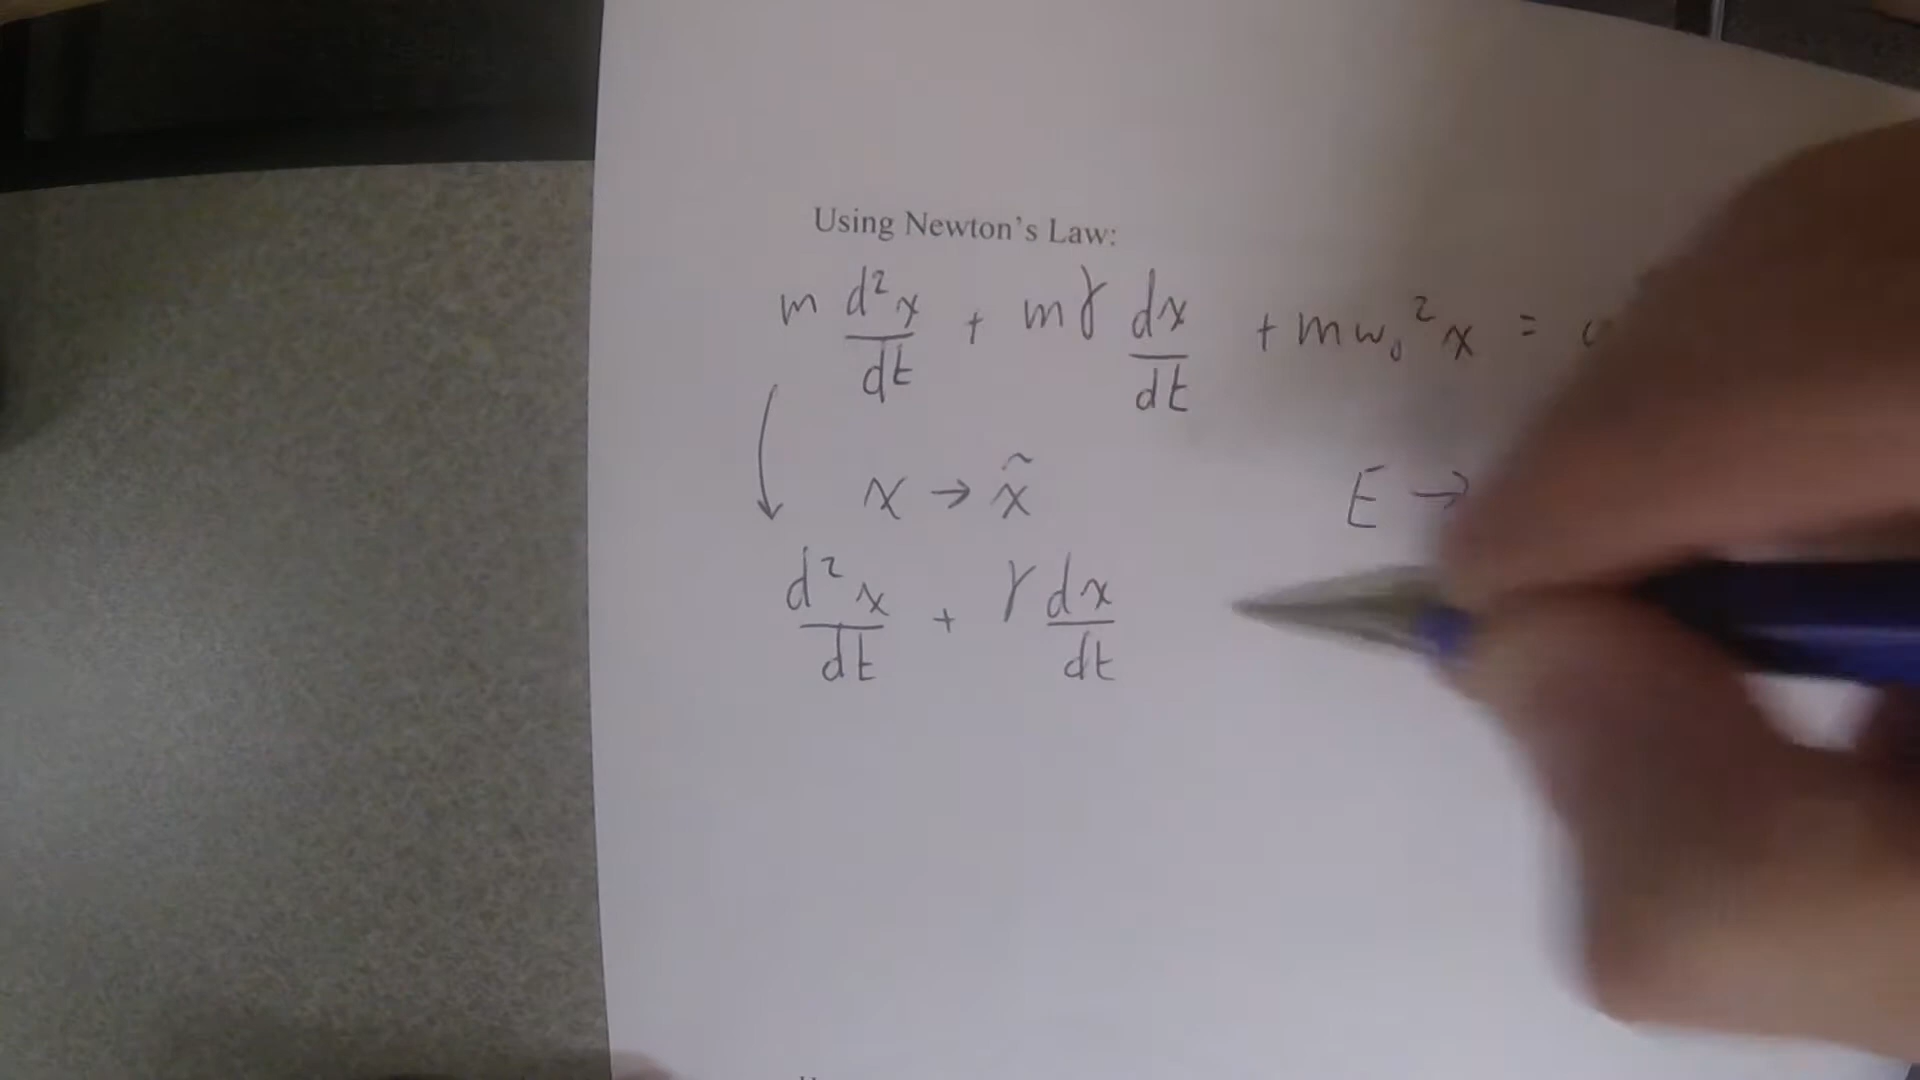 Using Newton's Law:
m d²x/dt + mγ dx/dt + mω₀²x =
x → x̃ E →
d²x/dt + γ dx/dt